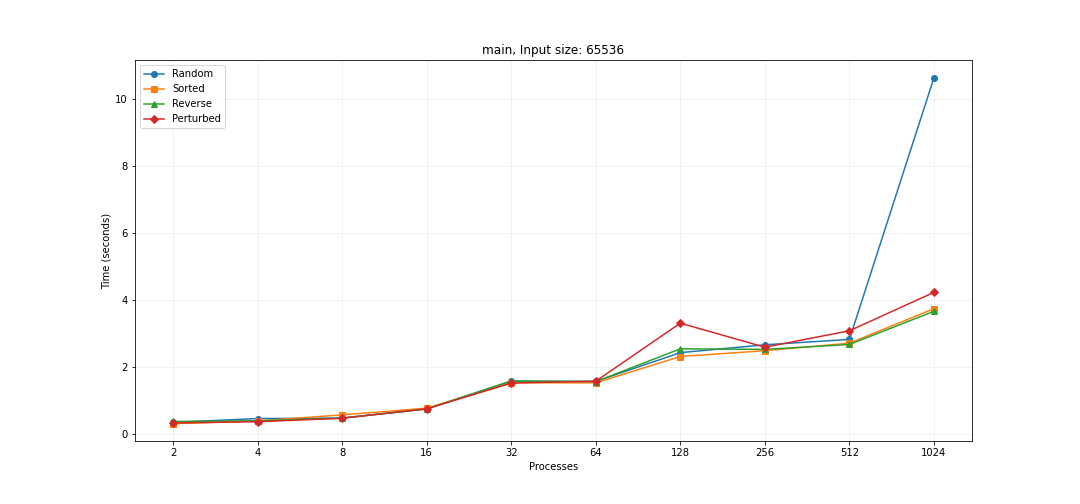 main, Input size: 65536
Random
Sorted
Reverse
Perturbed
Time (seconds)
10
8
6
4
2
0
2 4 8 16 32 64 128 256 512 1024
Processes